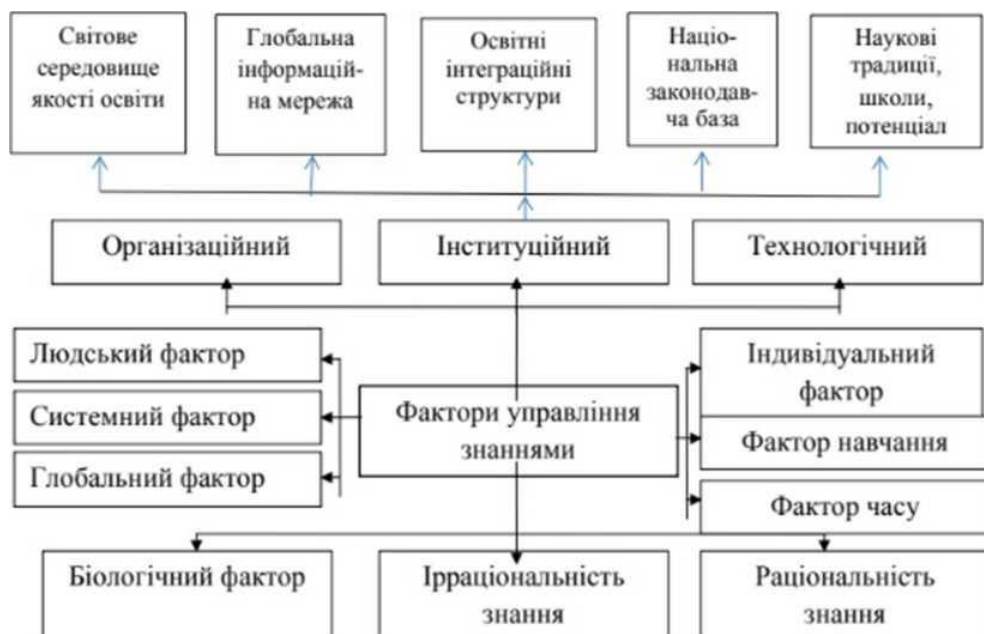 Світове
середовище
якості освіти
Глобальна
інформацій-
на мережа
Освітні
інтеграційні
структури
Націо-
нальна
законодав-
ча база
Наукові
традиції,
школи,
потенціал
Організаційний
Інституційний
Технологічний
Людський фактор
Системний фактор
Глобальний фактор
Фактори управління
знаннями
Індивідуальний
фактор
Фактор навчання
Фактор часу
Біологічний фактор
Ірраціональність
знання
Раціональність
знання